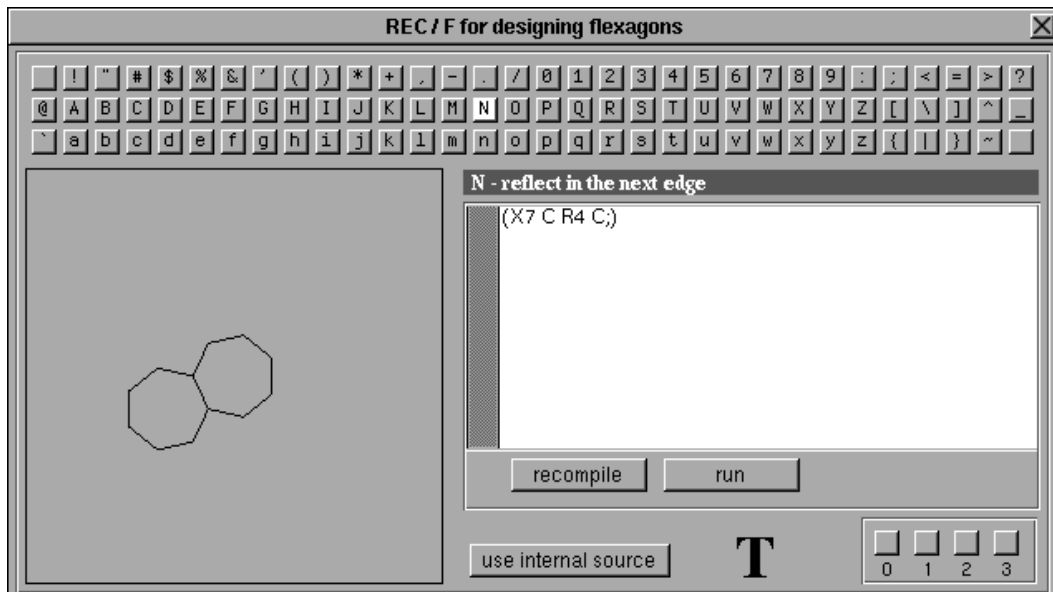 REC / F for designing flexagons
! " # $ % & ' ( ) * + , - . / 0 1 2 3 4 5 6 7 8 9 : ; < = > ?
@ A B C D E F G H I J K L M N O P Q R S T U V W X Y Z [ \ ] ^ _
` a b c d e f g h i j k l m n o p q r s t u v w x y z { | } ~
N - reflect in the next edge
(X7 C R4 C;)
recompile run
use internal source T
0 1 2 3